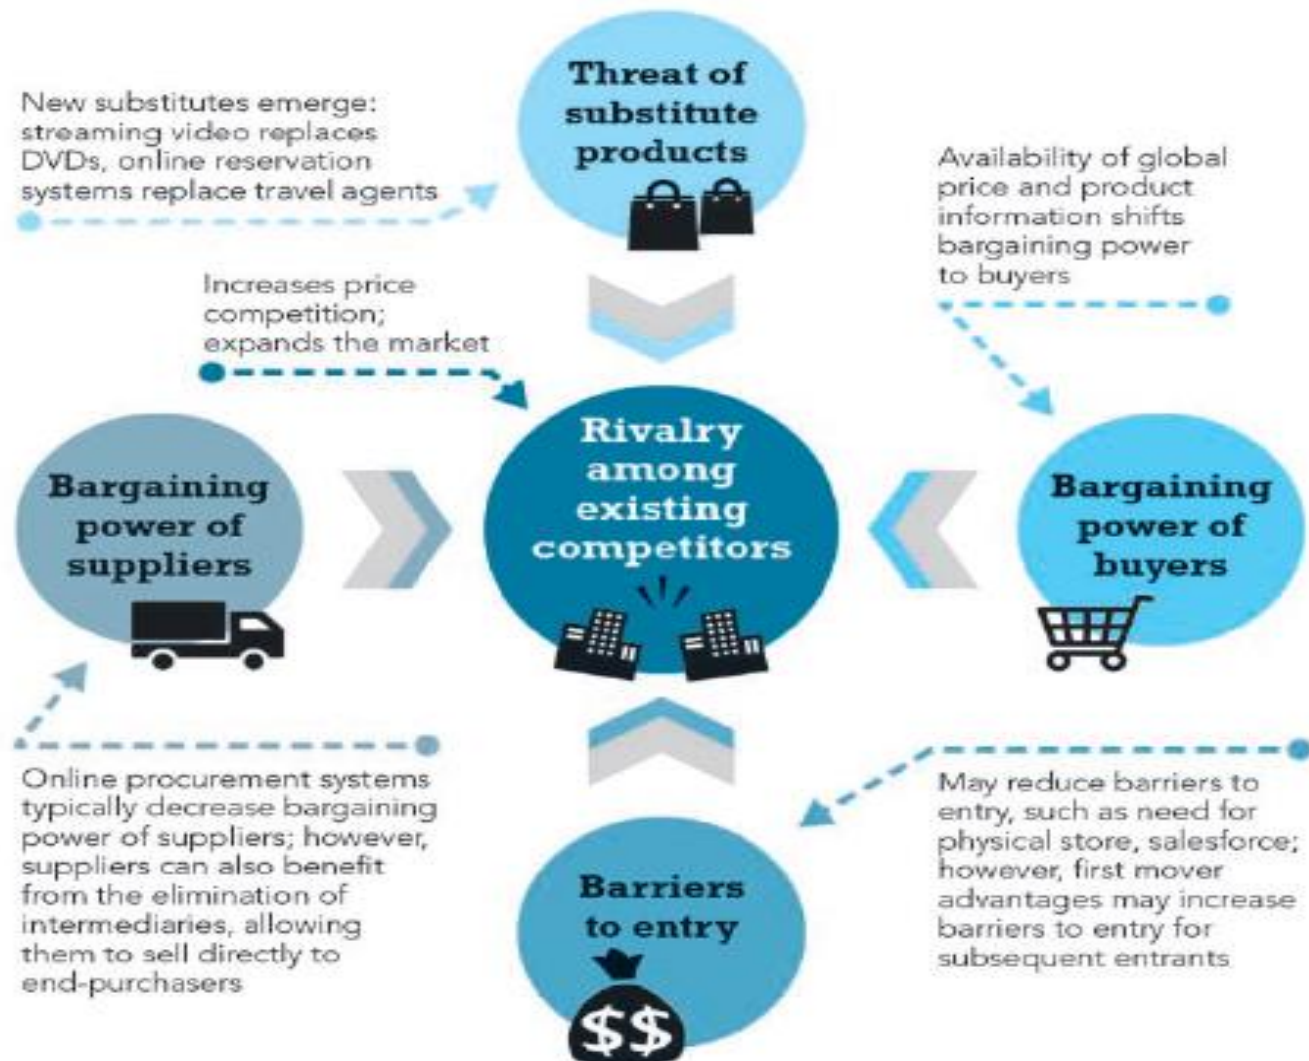 Threat of
substitute
products
New substitutes emerge:
streaming video replaces
DVDs, online reservation
systems replace travel agents
Availability of global
price and product
information shifts
bargaining power
to buyers
Increases price
competition;
expands the market
Rivalry
among
existing
competitors
Bargaining
power of
suppliers
Bargaining
power of
buyers
Online procurement systems
typically decrease bargaining
power of suppliers; however,
suppliers can also benefit
from the elimination of
intermediaries, allowing
them to sell directly to
end-purchasers
May reduce barriers to
entry, such as need for
physical store, salesforce;
however, first mover
advantages may increase
barriers to entry for
subsequent entrants
Barriers
to entry
$$